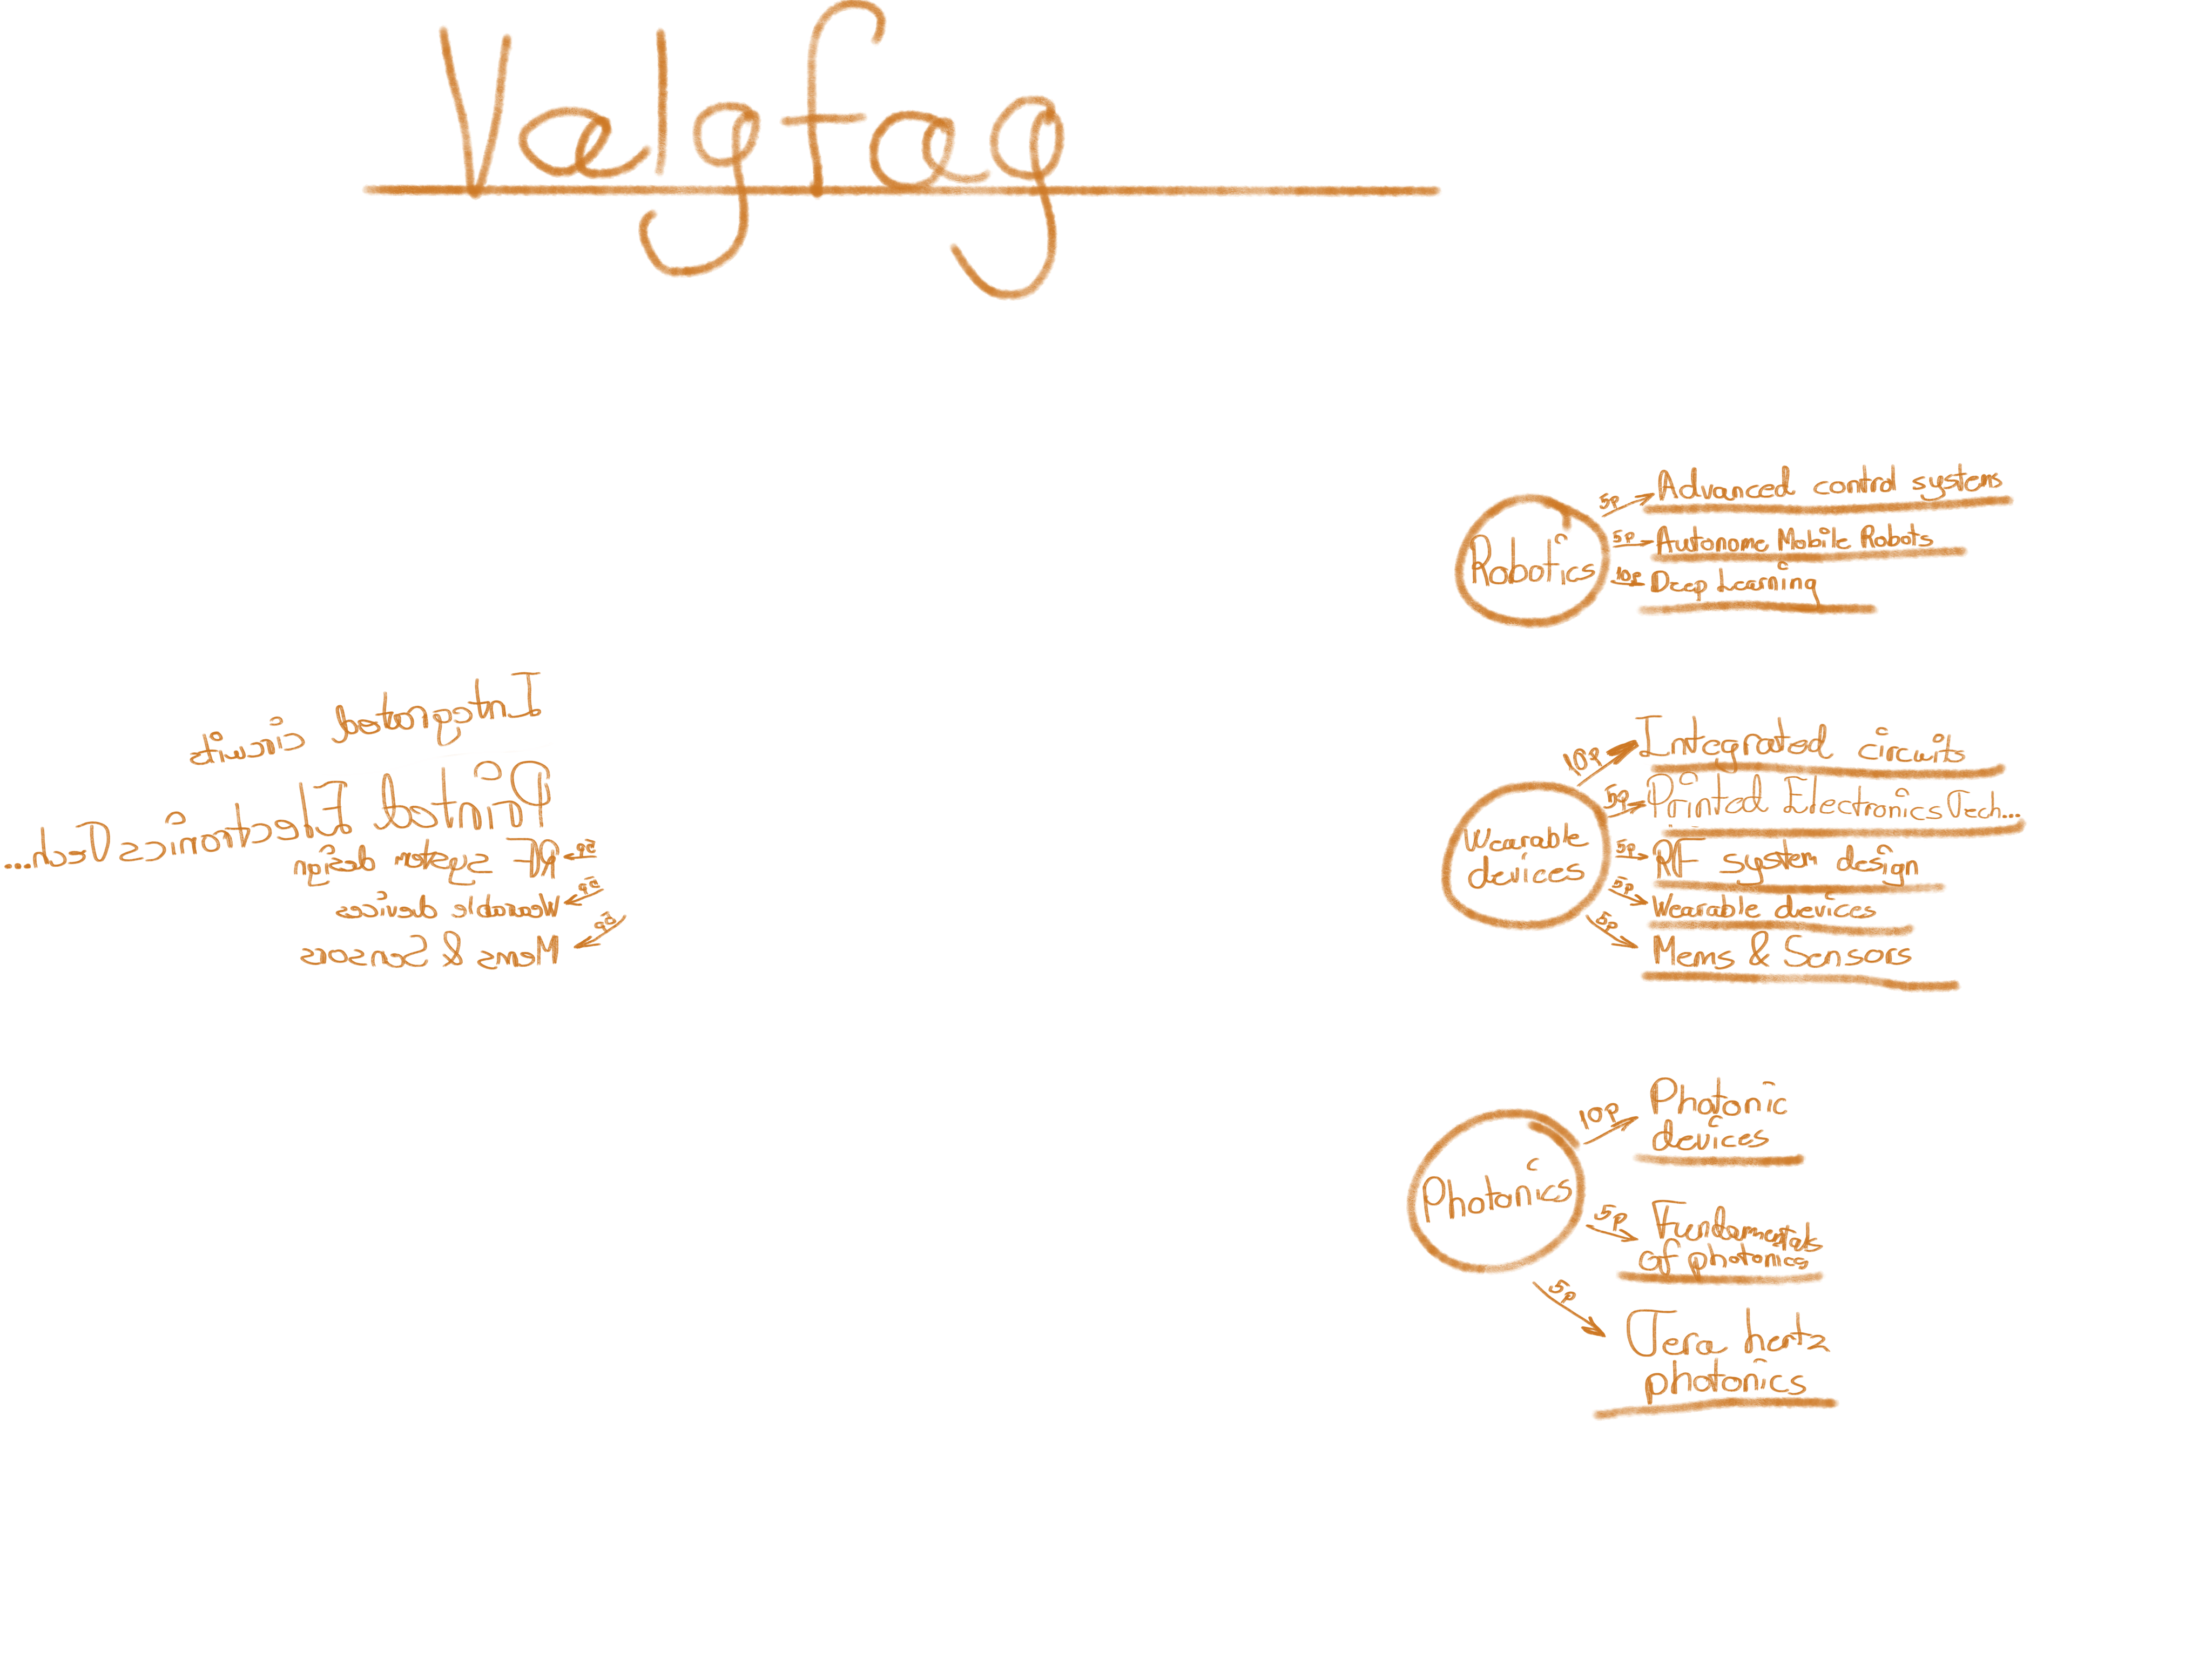 Valgfag
Robotics
5p Advanced control systems
5p Autonome Mobile Robots
10p Deep Learning
Integrated circuits
Printed Electronics Tech...
5p RF system design
5p Wearable devices
5p Mems & Sensors
Wearable
devices
10p Integrated circuits
5p Printed Electronics Tech...
5p RF system design
5p Wearable devices
5p Mems & Sensors
Photonics
10p Photonic
devices
5p Fundamentals
of photonics
5p Tera hertz
photonics